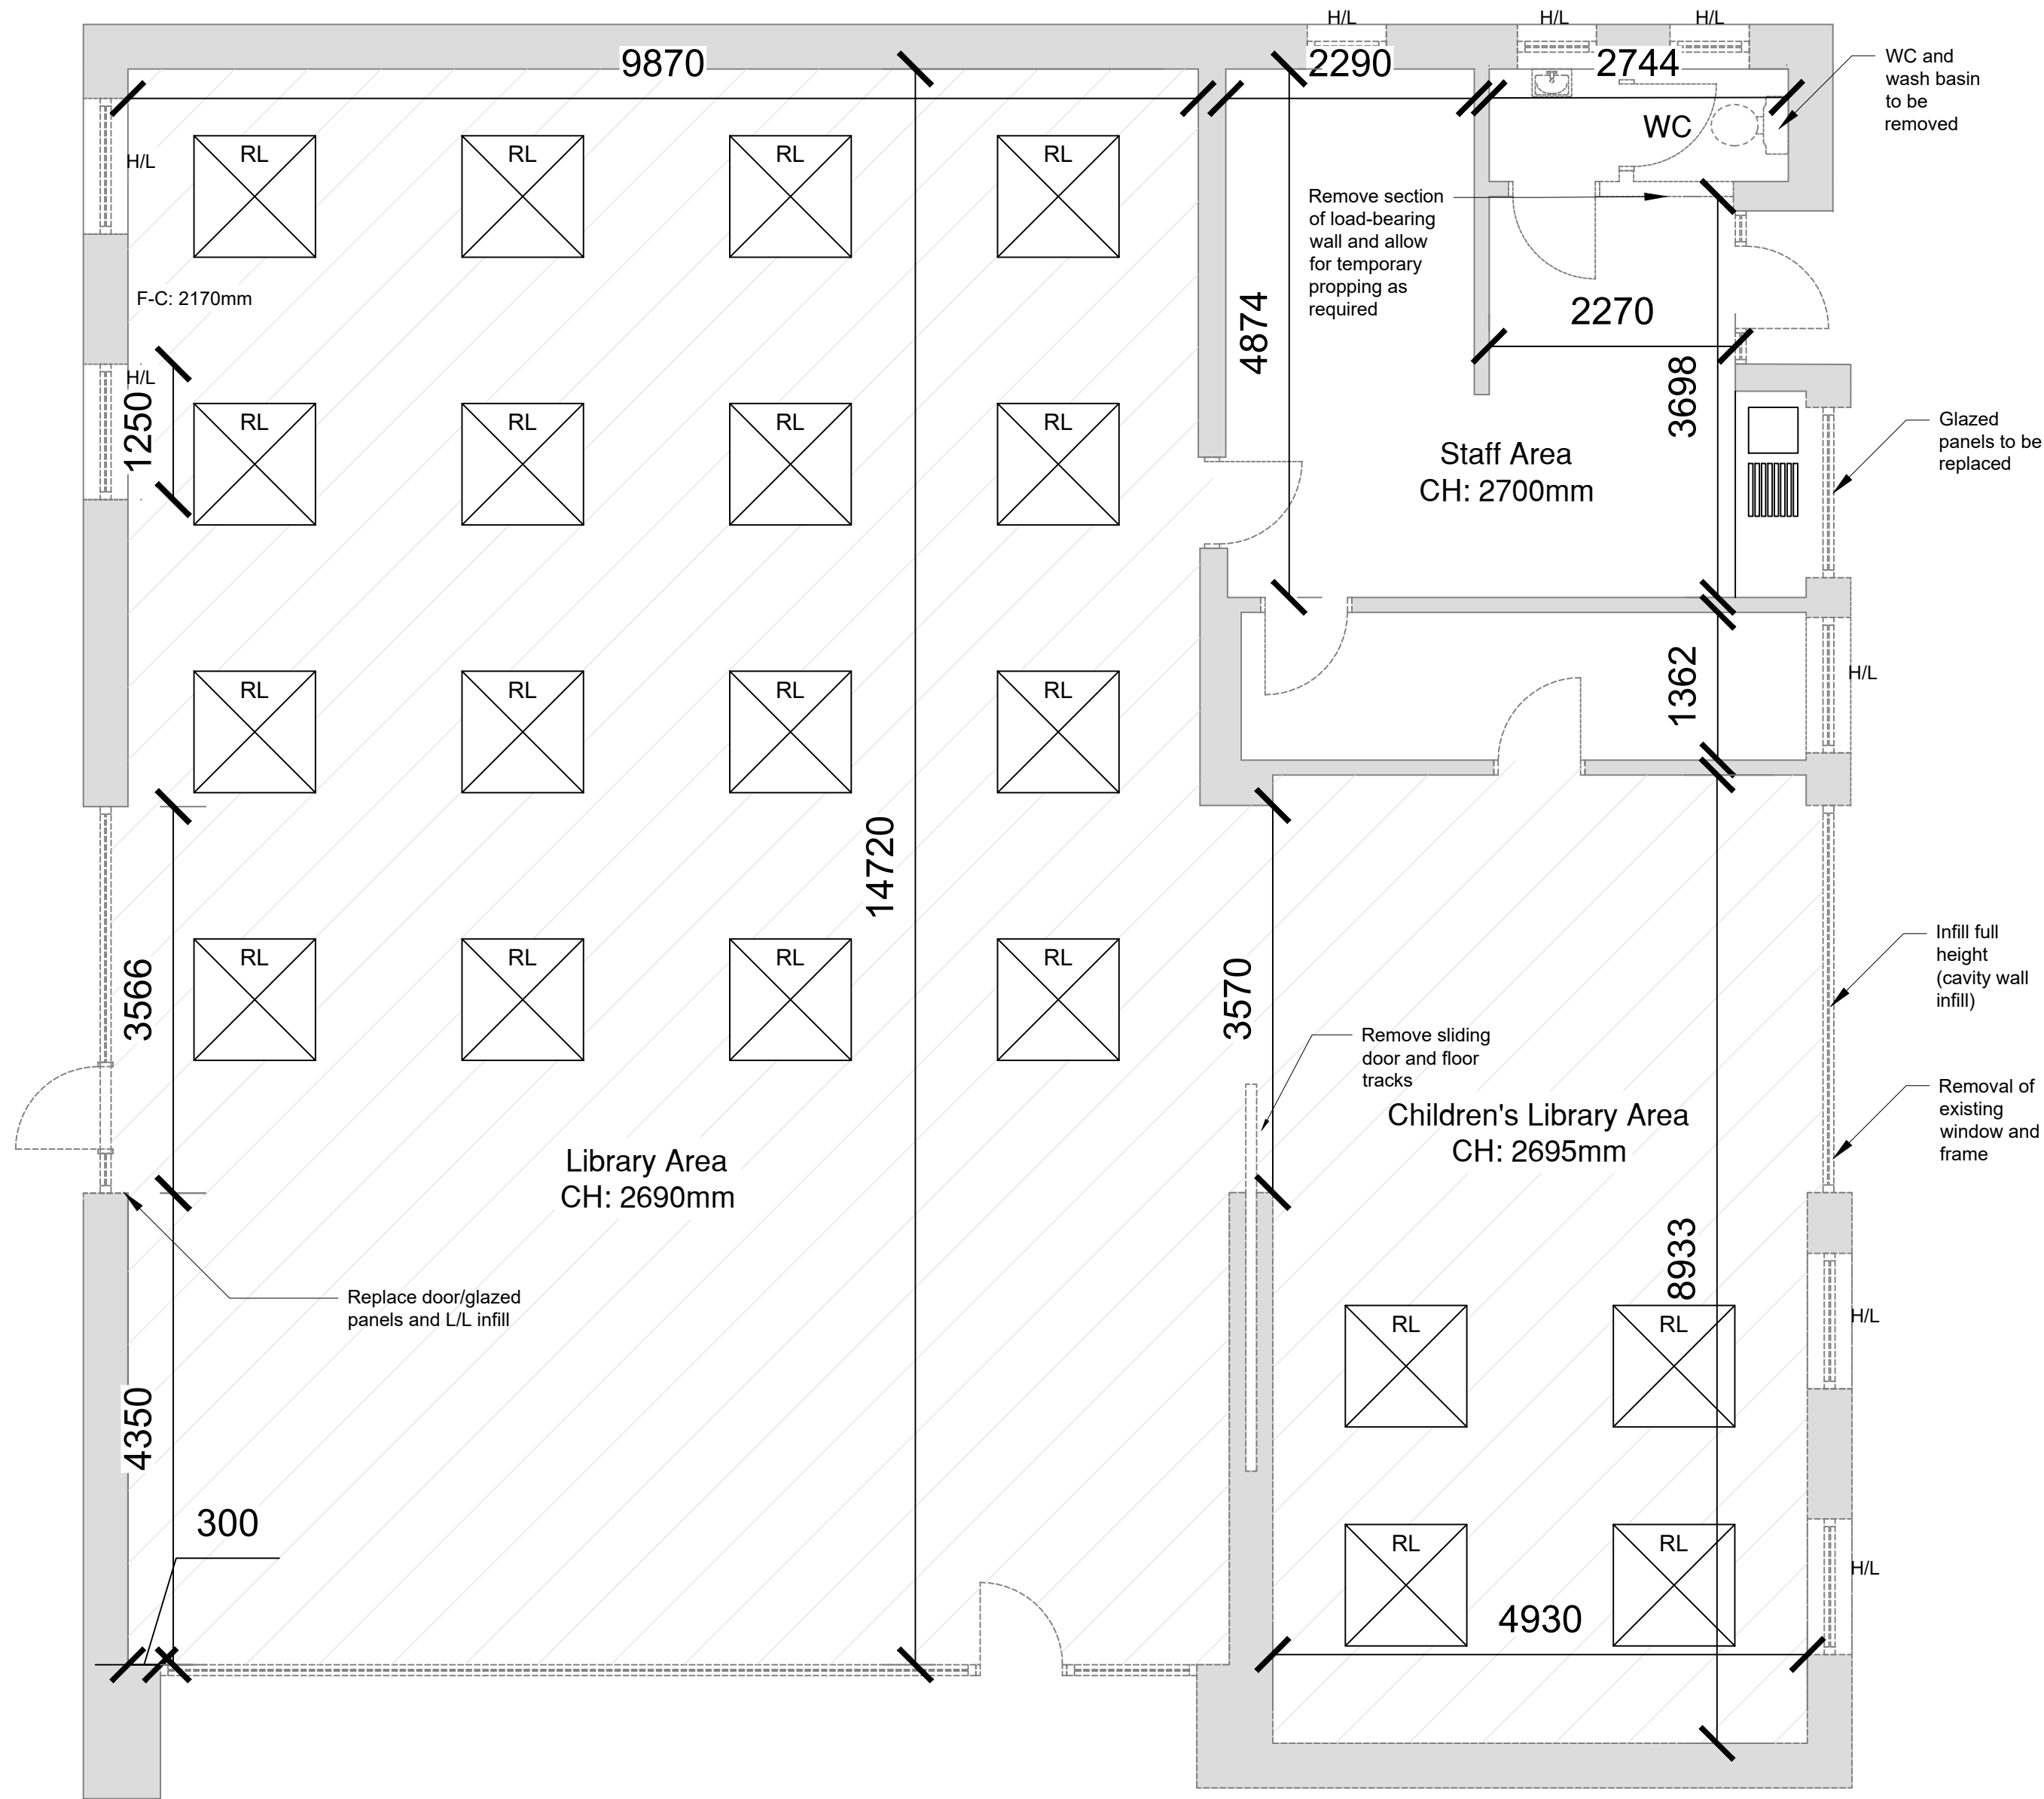 H/L
H/L
H/L
9870
2290
2744
WC and
wash basin
to be
removed
WC
H/L
RL
RL
RL
RL
Remove section
of load-bearing
wall and allow
for temporary
propping as
required
F-C: 2170mm
2270
4874
3698
H/L
1250
RL
RL
RL
RL
Staff Area
CH: 2700mm
Glazed
panels to be
replaced
RL
RL
RL
RL
1362
H/L
14720
3566
RL
RL
RL
RL
3570
Infill full
height
(cavity wall
infill)
Remove sliding
door and floor
tracks
Removal of
existing
window and
frame
Children's Library Area
CH: 2695mm
Library Area
CH: 2690mm
8933
Replace door/glazed
panels and L/L infill
RL
RL
H/L
4350
300
RL
RL
H/L
4930